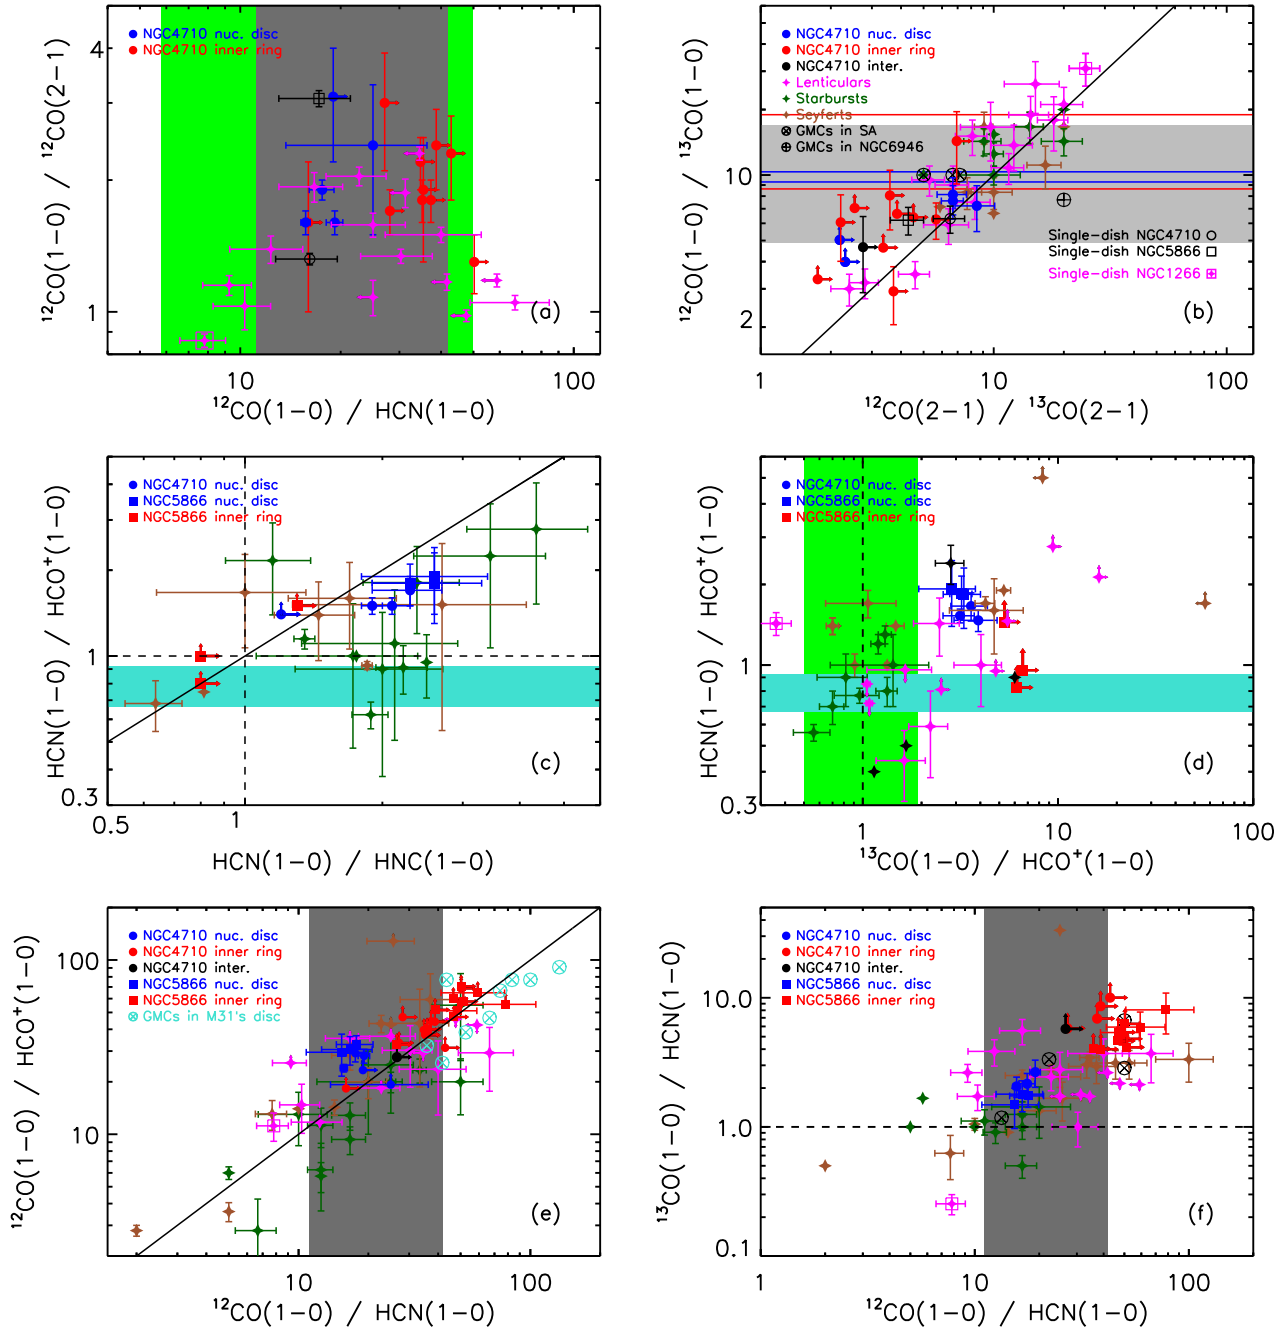 NGC4710 nuc. disc
NGC4710 inner ring
4
1
10
100
(a)
¹²CO(1−0) / ¹²CO(2−1)
¹²CO(1−0) / HCN(1−0)
NGC4710 nuc. disc
NGC4710 inner ring
NGC4710 inter.
Lenticulars
Starbursts
Seyferts
GMCs in SA
GMCs in NGC6946
Single−dish NGC4710
Single−dish NGC5866
Single−dish NGC1266
10
2
1
10
100
(b)
¹²CO(1−0) / ¹³CO(1−0)
¹²CO(2−1) / ¹³CO(2−1)
NGC4710 nuc. disc
NGC5866 nuc. disc
NGC5866 inner ring
1
0.3
0.5
1
(c)
HCN(1−0) / HCO⁺(1−0)
HCN(1−0) / HNC(1−0)
NGC4710 nuc. disc
NGC5866 nuc. disc
NGC5866 inner ring
1
0.3
1
10
100
(d)
HCN(1−0) / HCO⁺(1−0)
¹³CO(1−0) / HCO⁺(1−0)
NGC4710 nuc. disc
NGC4710 inner ring
NGC4710 inter.
NGC5866 nuc. disc
NGC5866 inner ring
GMCs in M31's disc
100
10
10
100
(e)
¹²CO(1−0) / HCO⁺(1−0)
¹²CO(1−0) / HCN(1−0)
NGC4710 nuc. disc
NGC4710 inner ring
NGC4710 inter.
NGC5866 nuc. disc
NGC5866 inner ring
10.0
1.0
0.1
1
10
100
(f)
¹³CO(1−0) / HCN(1−0)
¹²CO(1−0) / HCN(1−0)